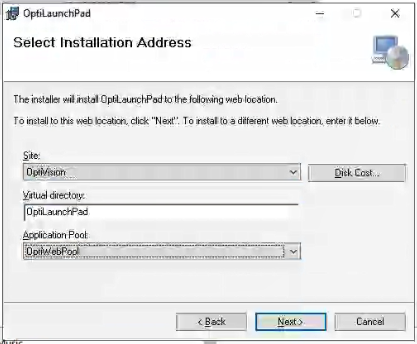 OptiLaunchPad
Select Installation Address
The installer will install OptiLaunchPad to the following web location.
To install to this web location, click "Next". To install to a different web location, enter it below.
Site:
OptiVision
Disk Cost...
Virtual directory:
OptiLaunchPad
Application Pool:
OptiWebPool
< Back
Next >
Cancel